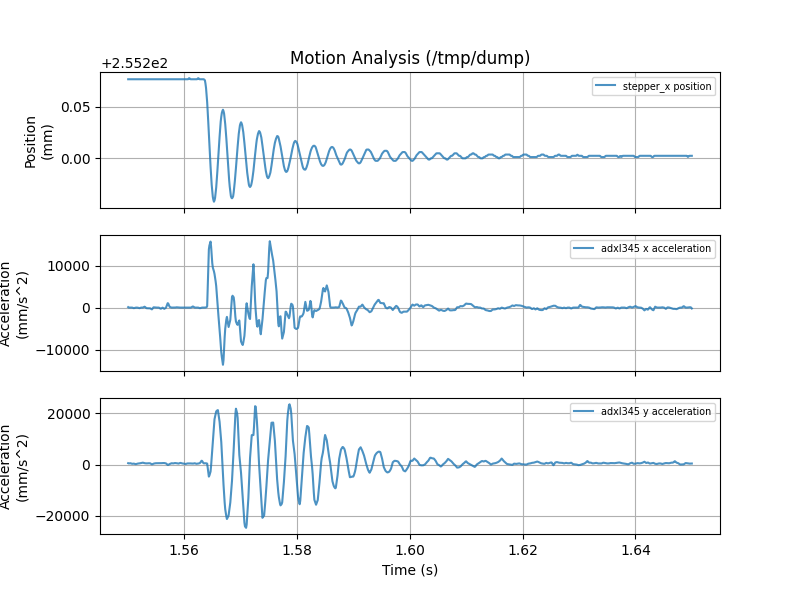 Motion Analysis (/tmp/dump)
+2.552e2
0.05
0.00
Position
(mm)
stepper_x position
10000
0
−10000
Acceleration
(mm/s^2)
adxl345 x acceleration
20000
0
−20000
Acceleration
(mm/s^2)
adxl345 y acceleration
1.56
1.58
1.60
1.62
1.64
Time (s)